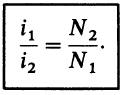 i₁/i₂ = N₂/N₁.